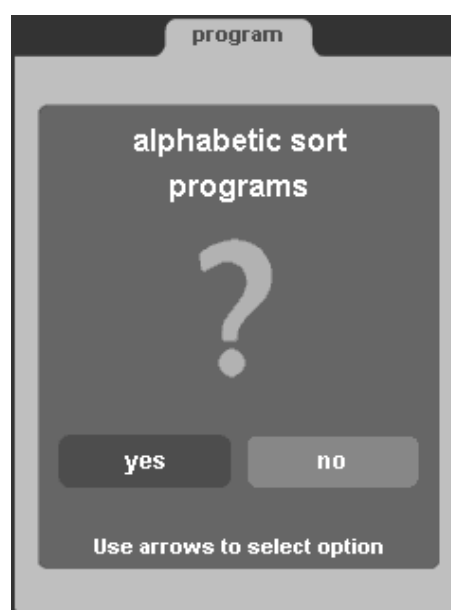 program
alphabetic sort
programs
?
yes no
Use arrows to select option